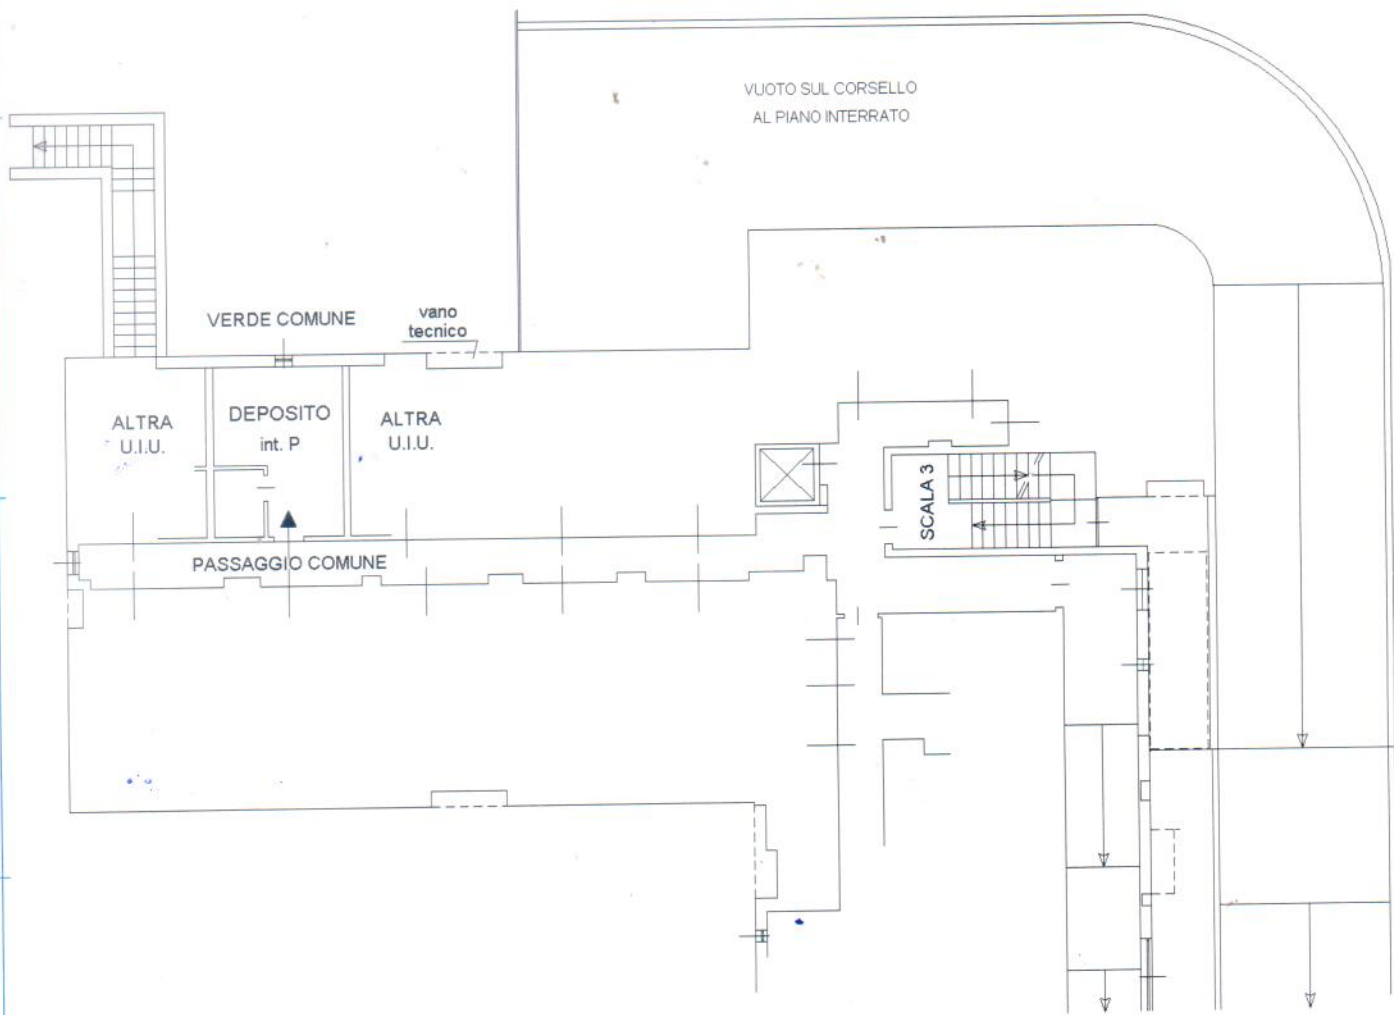 VUOTO SUL CORSELLO
AL PIANO INTERRATO
VERDE COMUNE
vano
tecnico
ALTRA
U.I.U.
DEPOSITO
int. P
ALTRA
U.I.U.
SCALA 3
PASSAGGIO COMUNE